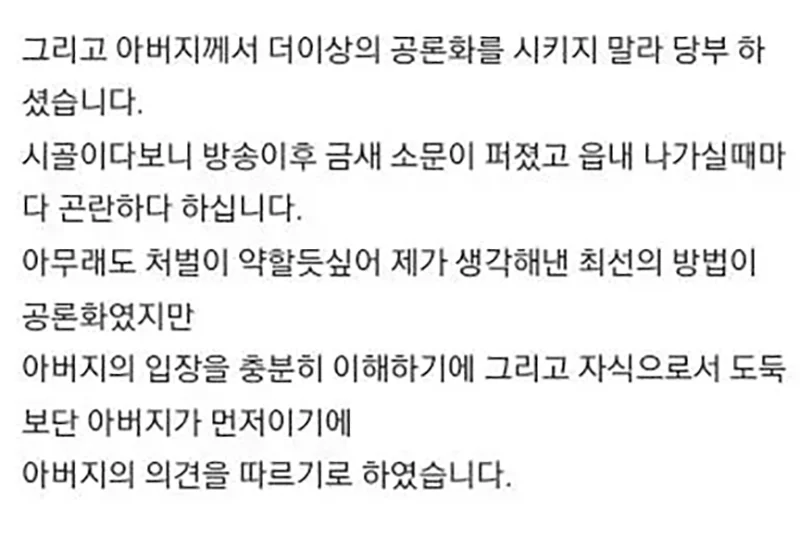 그리고 아버지께서 더이상의 공론화를 시키지 말라 당부 하
셨습니다.
시골이다보니 방송이후 금새 소문이 퍼졌고 읍내 나가실때마
다 곤란하다 하십니다.
아무래도 처벌이 약할듯싶어 제가 생각해낸 최선의 방법이
공론화였지만
아버지의 입장을 충분히 이해하기에 그리고 자식으로서 도둑
보단 아버지가 먼저이기에
아버지의 의견을 따르기로 하였습니다.